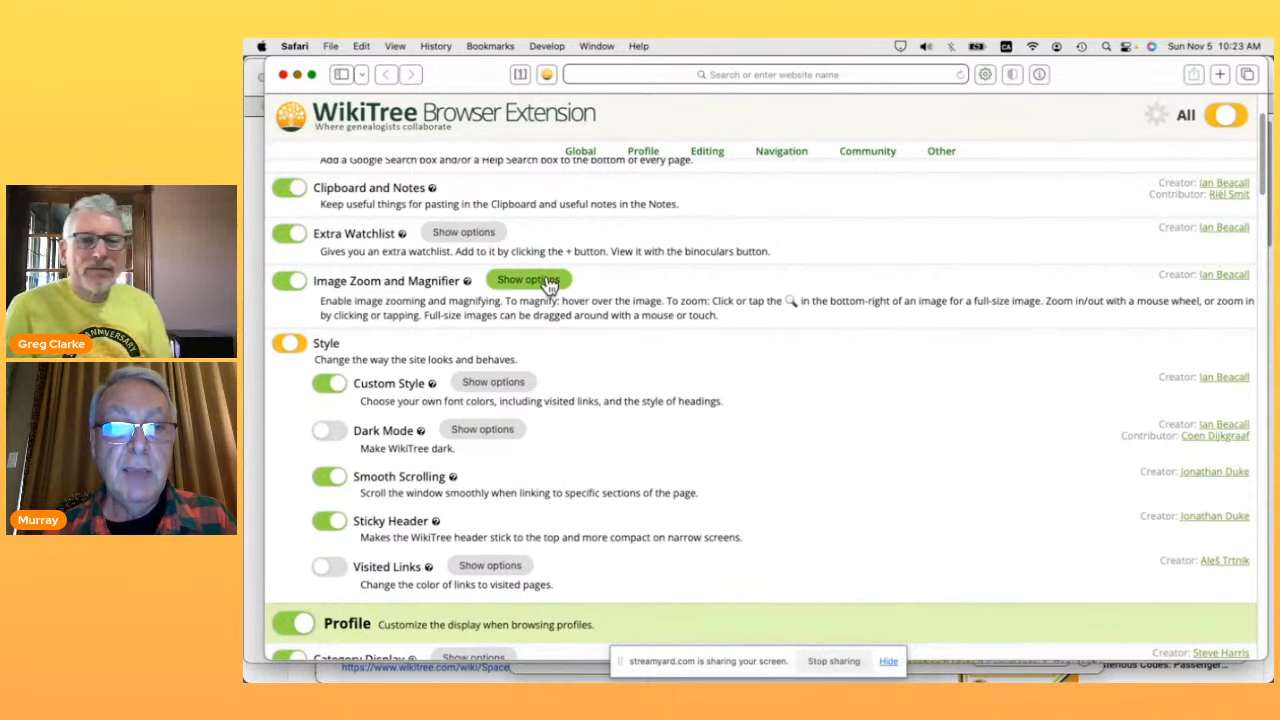 Safari File Edit View History Bookmarks Develop Window Help
CA
Sun Nov 5 10:23 AM
Search or enter website name
WikiTree Browser Extension
Where genealogists collaborate
All
Global Profile Editing Navigation Community Other
Add a Google Search box and/or a Help Search box to the bottom of every page.
Clipboard and Notes
Creator: Ian Beacall
Contributor: Riël Smit
Keep useful things for pasting in the Clipboard and useful notes in the Notes.
Extra Watchlist Show options
Creator: Ian Beacall
Gives you an extra watchlist. Add to it by clicking the + button. View it with the binoculars button.
Image Zoom and Magnifier Show options
Creator: Ian Beacall
Enable image zooming and magnifying. To magnify: hover over the image. To zoom: Click or tap the in the bottom-right of an image for a full-size image. Zoom in/out with a mouse wheel, or zoom in
by clicking or tapping. Full-size images can be dragged around with a mouse or touch.
Style
Change the way the site looks and behaves.
Custom Style Show options
Creator: Ian Beacall
Choose your own font colors, including visited links, and the style of headings.
Dark Mode Show options
Creator: Ian Beacall
Contributor: Coen Dijkgraaf
Make WikiTree dark.
Smooth Scrolling
Creator: Jonathan Duke
Scroll the window smoothly when linking to specific sections of the page.
Sticky Header
Creator: Jonathan Duke
Makes the WikiTree header stick to the top and more compact on narrow screens.
Visited Links Show options
Creator: Aleš Trtnik
Change the color of links to visited pages.
Profile Customize the display when browsing profiles.
Category Display Show options
Creator: Steve Harris
https://www.wikitree.com/wiki/Space
streamyard.com is sharing your screen. Stop sharing Hide
Codes: Passenger...
ANNIVERSARY
Greg Clarke
Murray